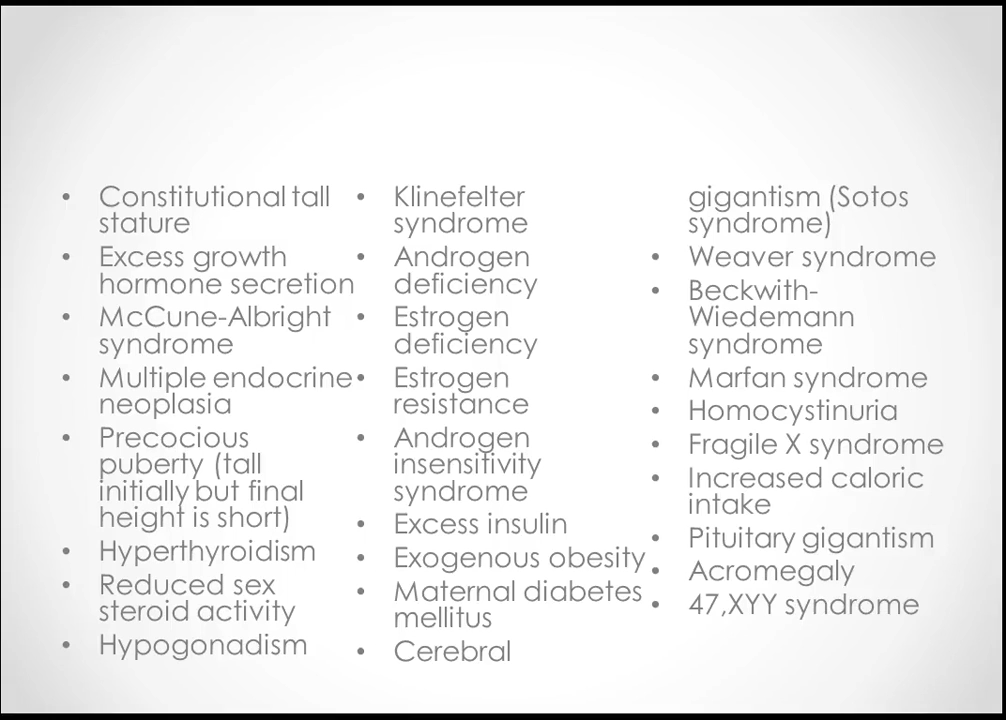 • Constitutional tall
stature
• Excess growth
hormone secretion
• McCune-Albright
syndrome
• Multiple endocrine
neoplasia
• Precocious
puberty (tall
initially but final
height is short)
• Hyperthyroidism
• Reduced sex
steroid activity
• Hypogonadism
• Klinefelter
syndrome
• Androgen
deficiency
• Estrogen
deficiency
• Estrogen
resistance
• Androgen
insensitivity
syndrome
• Excess insulin
• Exogenous obesity
• Maternal diabetes
mellitus
• Cerebral
gigantism (Sotos
syndrome)
• Weaver syndrome
• Beckwith-
Wiedemann
syndrome
• Marfan syndrome
• Homocystinuria
• Fragile X syndrome
• Increased caloric
intake
• Pituitary gigantism
• Acromegaly
• 47,XYY syndrome